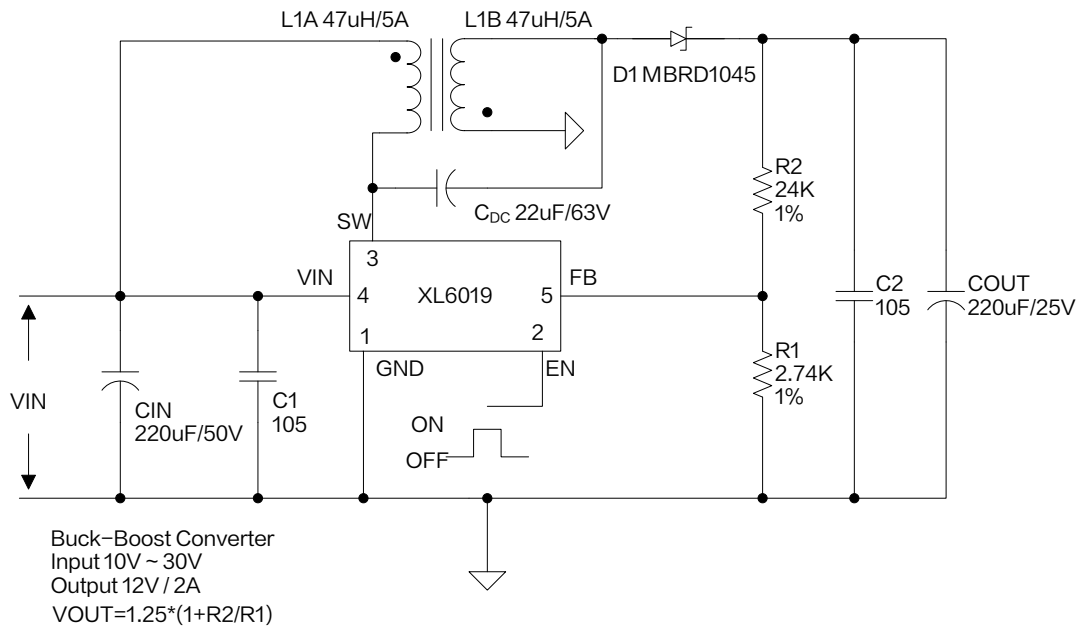 L1A 47uH/5A
L1B 47uH/5A
D1 MBRD1045
R2
24K
1%
C_DC 22uF/63V
SW
3
VIN
4
XL6019
5
FB
1
2
GND
EN
C2
105
COUT
220uF/25V
R1
2.74K
1%
VIN
CIN
220uF/50V
C1
105
ON
OFF
Buck-Boost Converter
Input 10V ~ 30V
Output 12V / 2A
VOUT=1.25*(1+R2/R1)